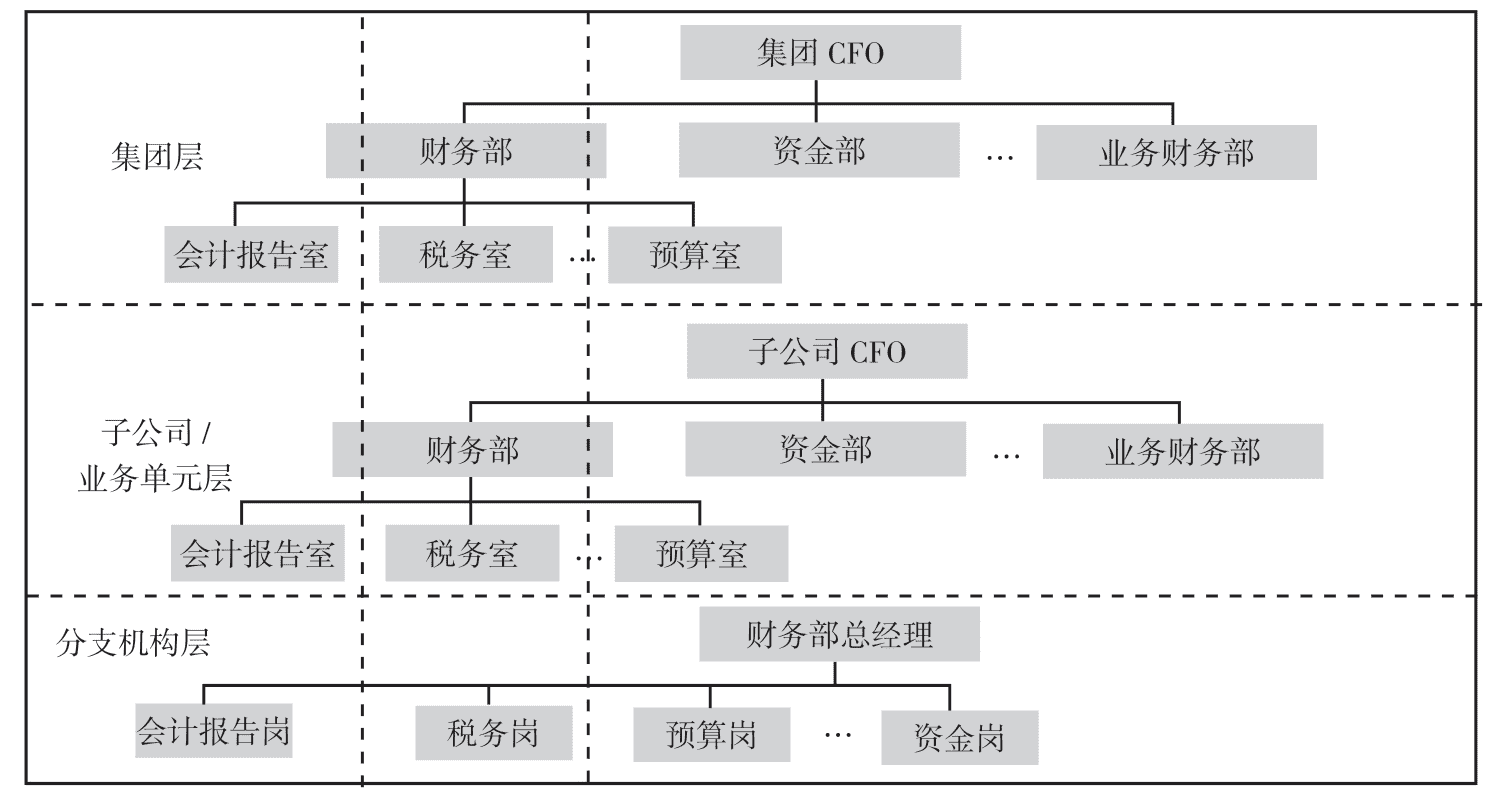 集团 CFO
集团层
财务部
资金部
…
业务财务部
会计报告室
税务室
…
预算室
子公司 CFO
子公司 /
业务单元层
财务部
资金部
…
业务财务部
会计报告室
税务室
…
预算室
分支机构层
财务部总经理
会计报告岗
税务岗
预算岗
…
资金岗